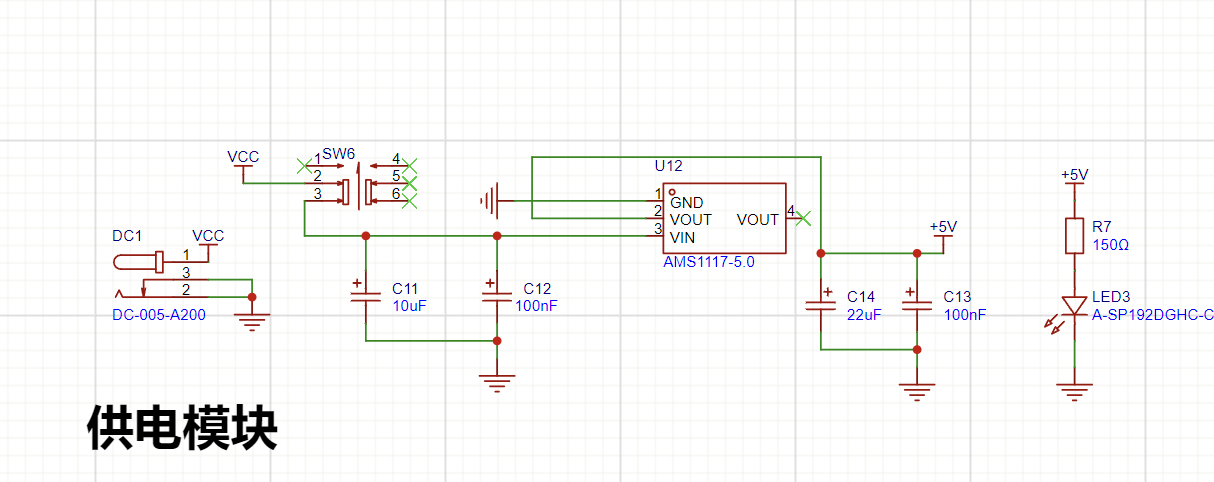 VCC
SW6
1
2
3
4
5
6
DC1
VCC
1
3
2
DC-005-A200
C11
10uF
C12
100nF
U12
1
GND
2
VOUT
VOUT
4
3
VIN
AMS1117-5.0
+5V
C14
22uF
C13
100nF
+5V
R7
150Ω
LED3
A-SP192DGHC-C
供电模块